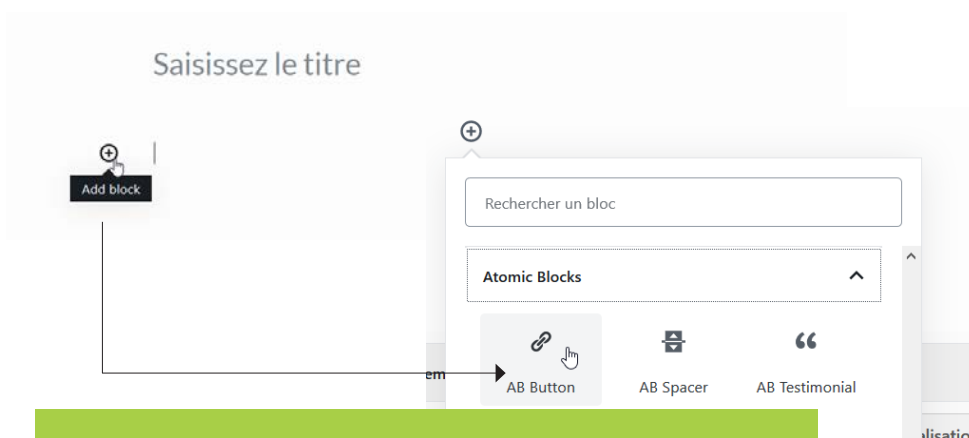 Saisissez le titre
Add block
Rechercher un bloc
Atomic Blocks
AB Button
AB Spacer
AB Testimonial